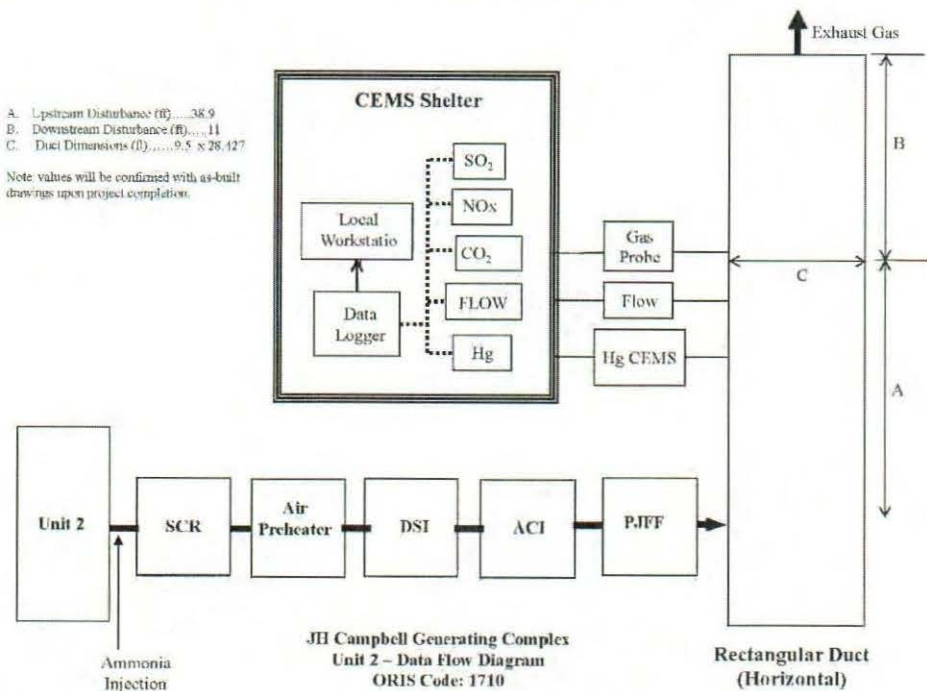 Exhaust Gas
A. Upstream Disturbance (ft).....38.9
B. Downstream Disturbance (ft).....11
C. Duct Dimensions (ft).......9.5 x 28.427
Note: values will be confirmed with as-built
drawings upon project completion.
CEMS Shelter
SO₂
NOx
CO₂
FLOW
Hg
Local
Workstatio
Data
Logger
Gas
Probe
Flow
Hg CEMS
B
C
A
Unit 2
SCR
Air
Preheater
DSI
ACI
PJFF
Ammonia
Injection
JH Campbell Generating Complex
Unit 2 – Data Flow Diagram
ORIS Code: 1710
Rectangular Duct
(Horizontal)